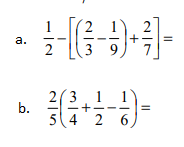 a. 1/2 - [(2/3 - 1/9) + 2/7] =
b. 2/5 (3/4 + 1/2 - 1/6) =